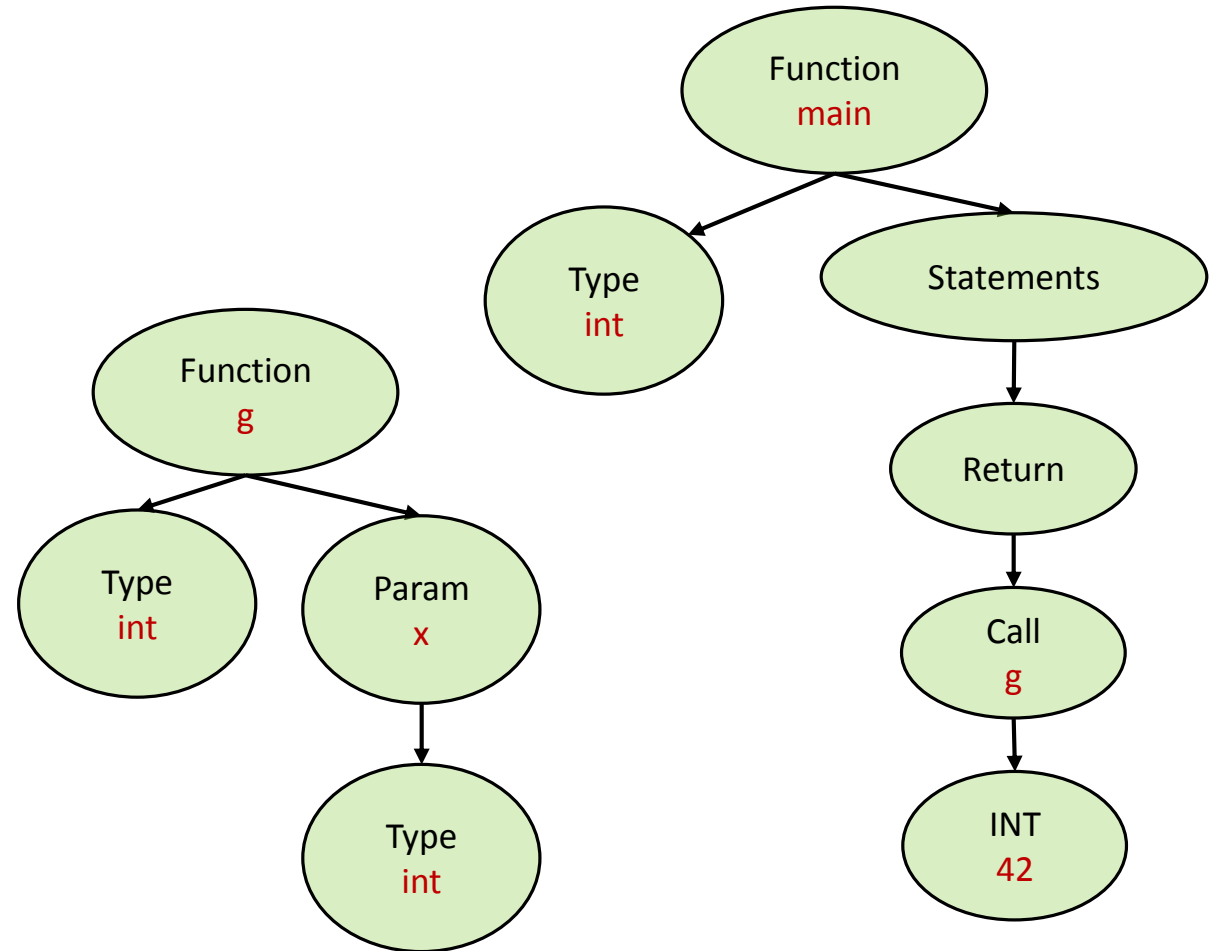 Function
main
Type
int
Statements
Function
g
Return
Type
int
Param
x
Call
g
Type
int
INT
42